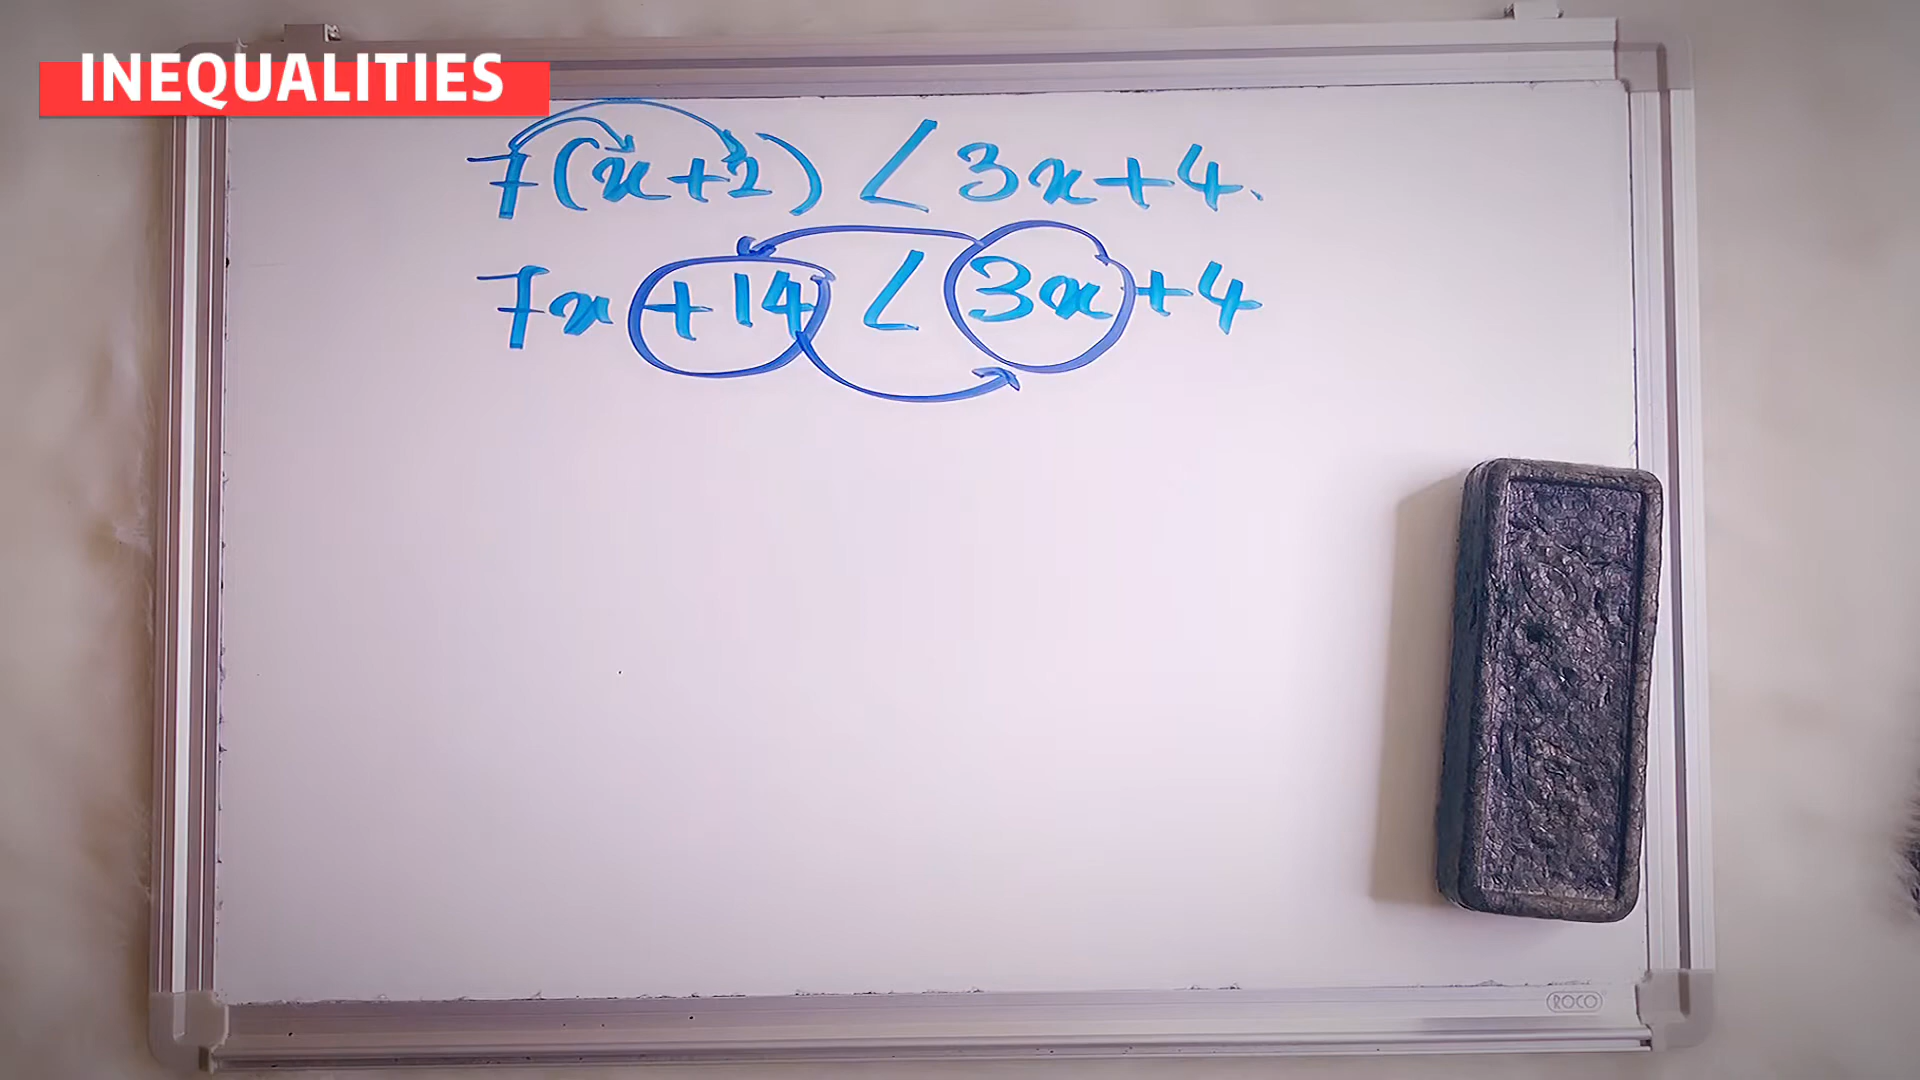 INEQUALITIES
7(x+2) < 3x+4.
7x+14 < 3x+4
ROCO